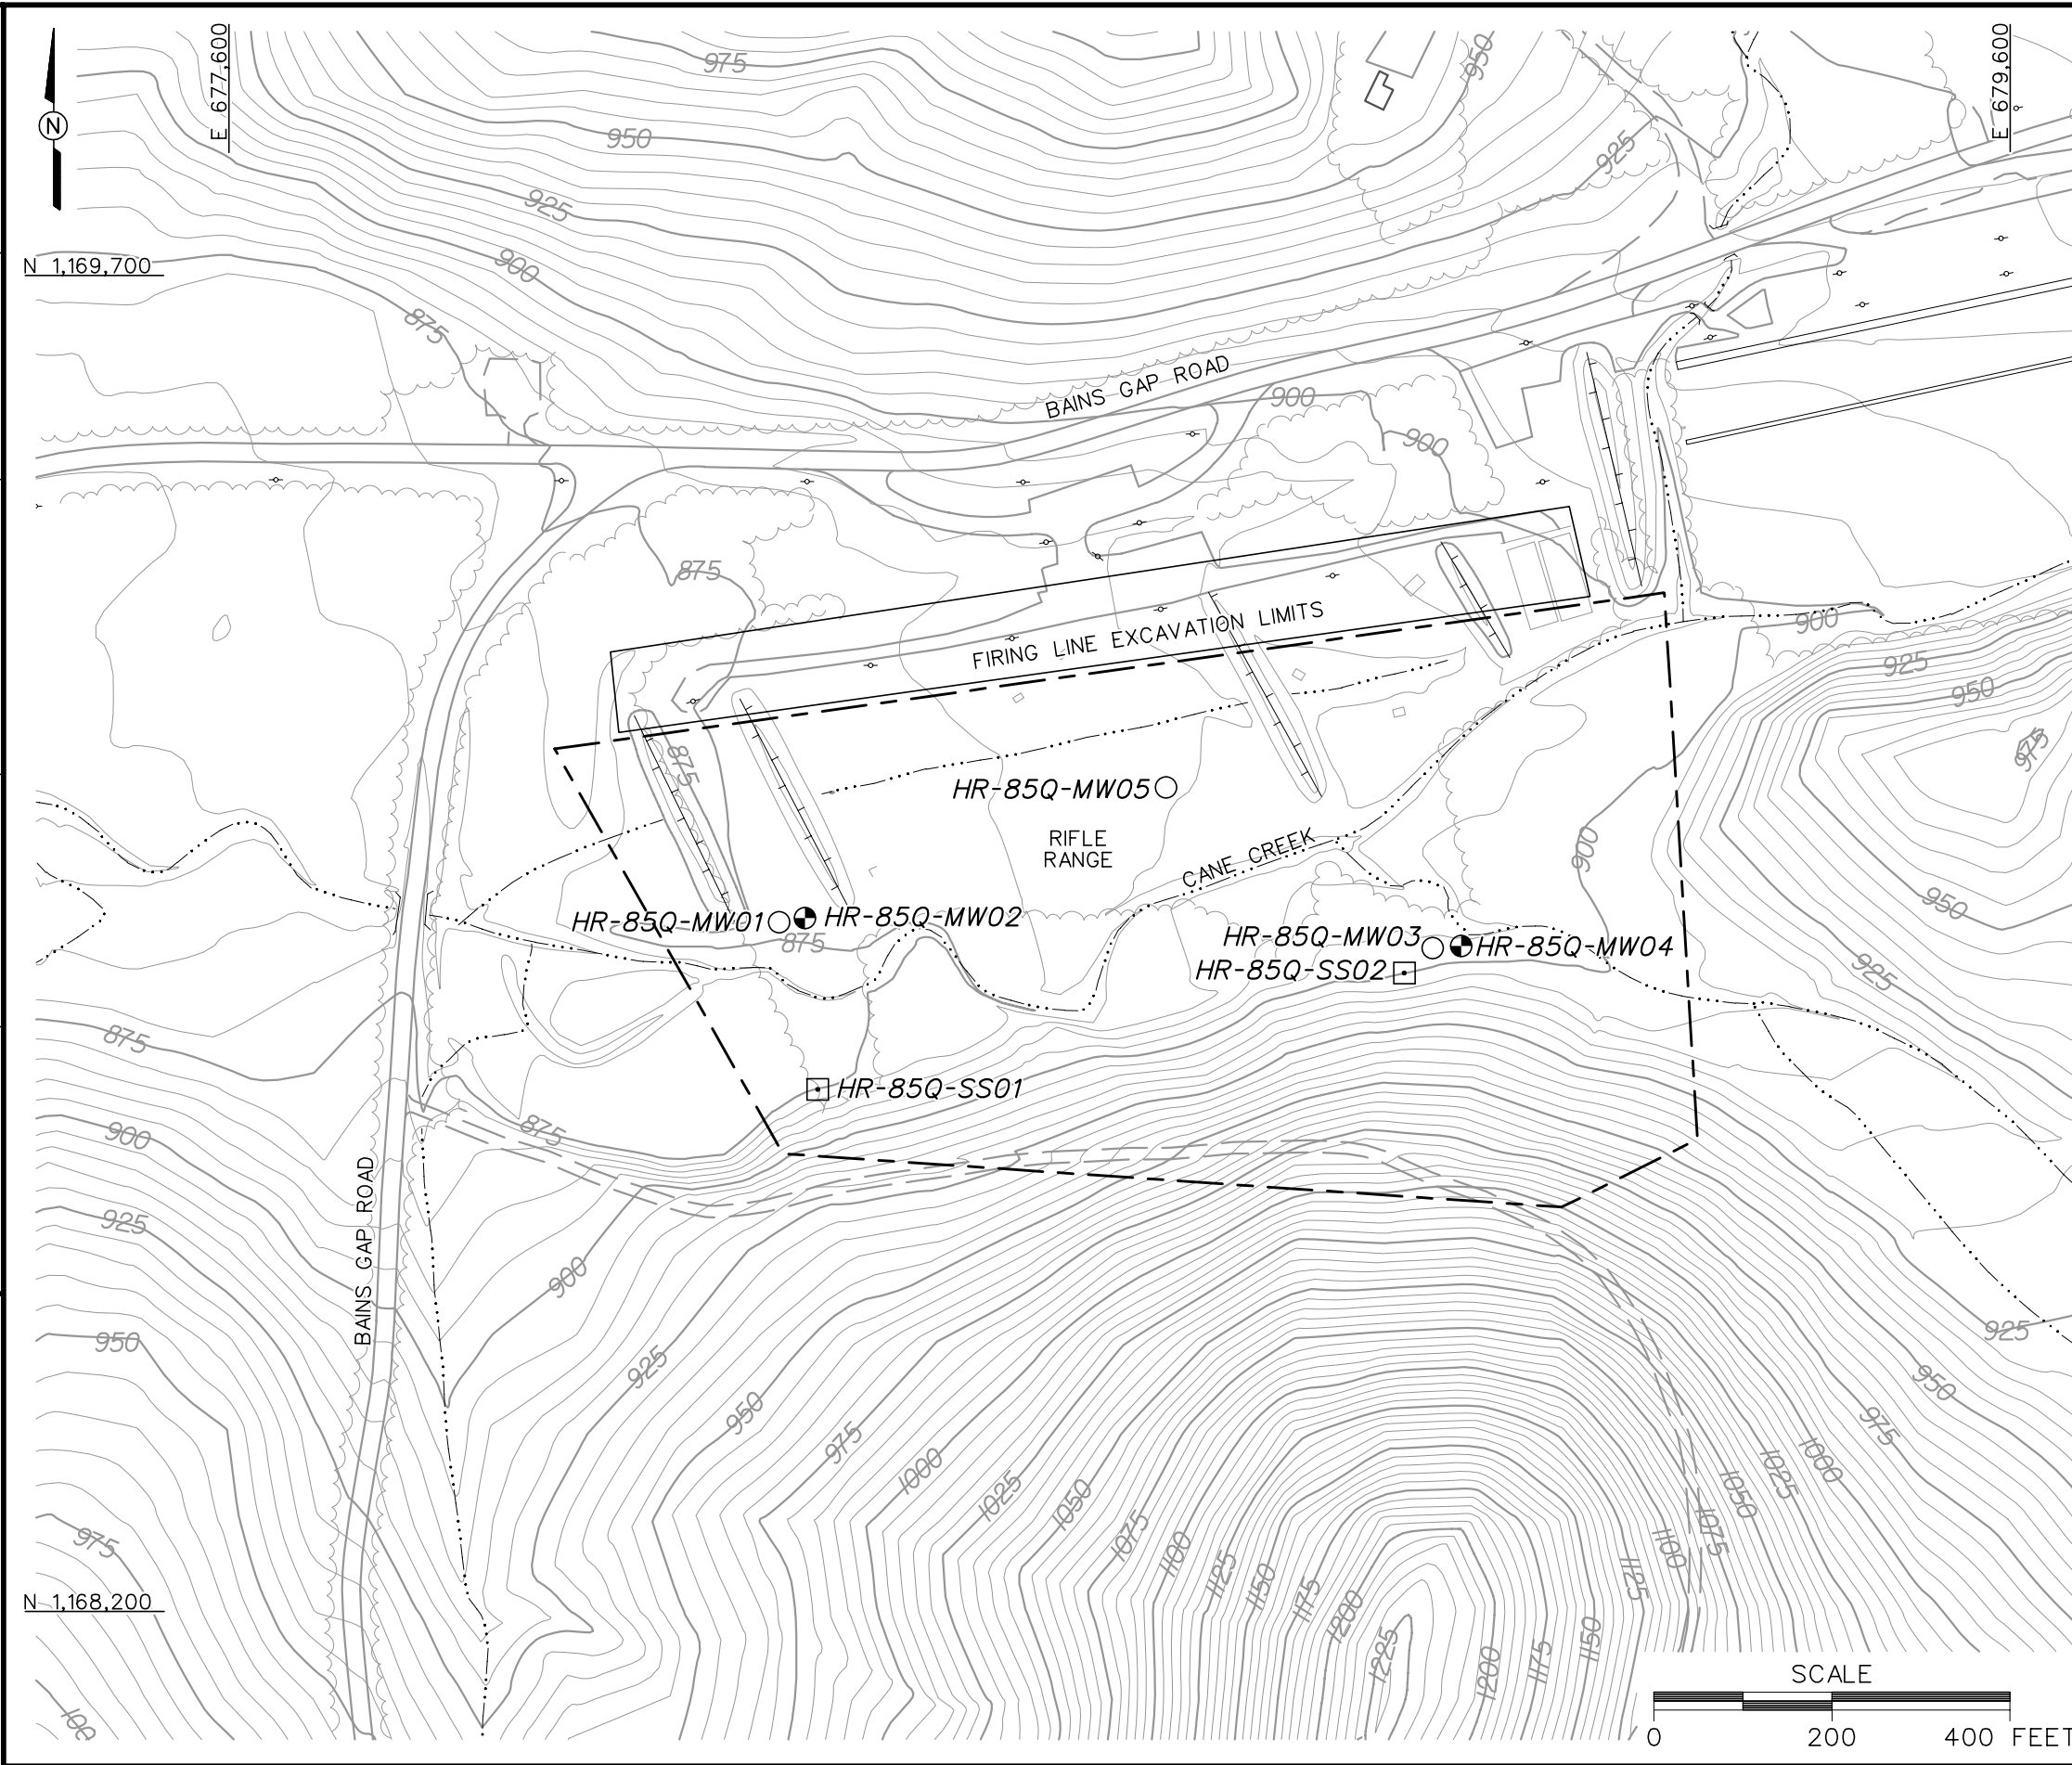 E 677,600
E 679,600
N
N 1,169,700
N 1,168,200
975
950
950
925
925
900
875
BAINS GAP ROAD
900
900
875
FIRING LINE EXCAVATION LIMITS
900
925
950
975
875
HR-85Q-MW05
RIFLE
RANGE
CANE CREEK
900
950
HR-85Q-MW01
HR-85Q-MW02
875
HR-85Q-MW03
HR-85Q-MW04
HR-85Q-SS02
925
875
HR-85Q-SS01
875
900
925
BAINS GAP ROAD
900
950
925
950
975
1000
1025
1050
1075
1100
1125
1150
1175
1200
1225
1200
1175
1150
1125
1100
1075
1050
1025
1000
975
950
925
975
100
SCALE
0
200
400 FEET